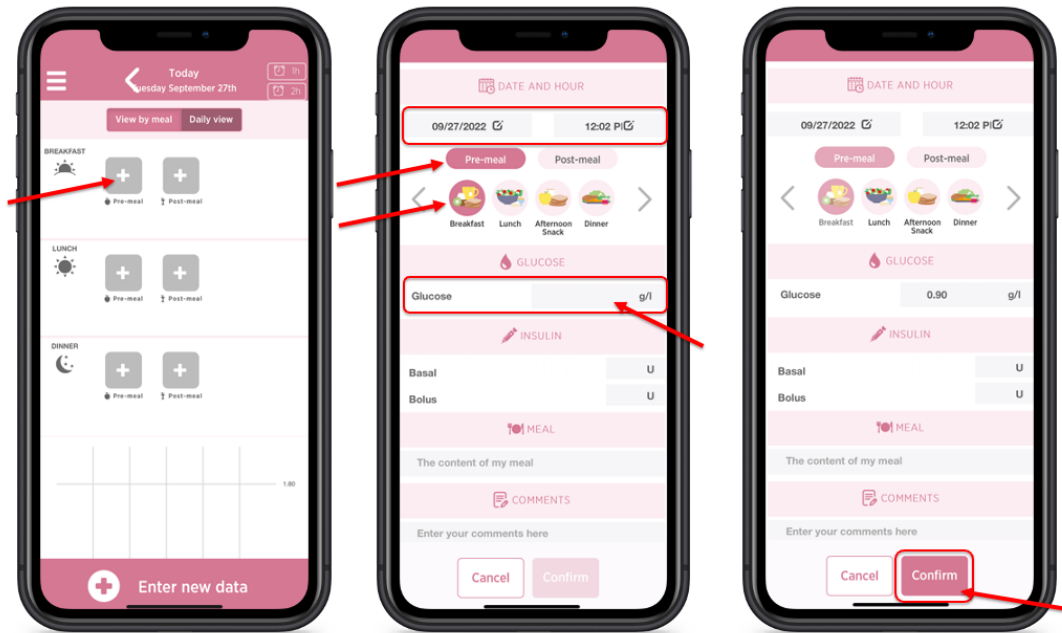 Today
Tuesday September 27th
1h
2h
View by meal
Daily view
BREAKFAST
Pre-meal
Post-meal
LUNCH
Pre-meal
Post-meal
DINNER
Pre-meal
Post-meal
1.80
Enter new data
DATE AND HOUR
09/27/2022
12:02 P
Pre-meal
Post-meal
Breakfast
Lunch
Afternoon
Snack
Dinner
GLUCOSE
Glucose
g/l
INSULIN
Basal
U
Bolus
U
MEAL
The content of my meal
COMMENTS
Enter your comments here
Cancel
Confirm
DATE AND HOUR
09/27/2022
12:02 P
Pre-meal
Post-meal
Breakfast
Lunch
Afternoon
Snack
Dinner
GLUCOSE
Glucose
0.90
g/l
INSULIN
Basal
U
Bolus
U
MEAL
The content of my meal
COMMENTS
Enter your comments here
Cancel
Confirm